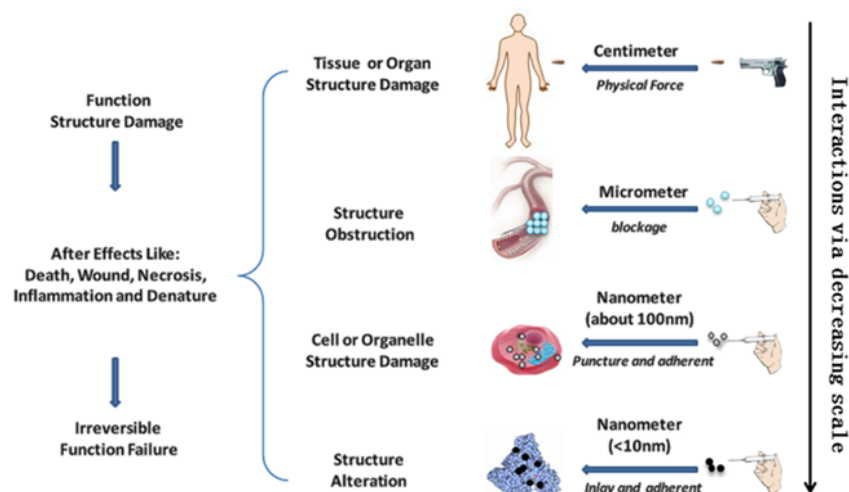 Function
Structure Damage
After Effects Like:
Death, Wound, Necrosis,
Inflammation and Denature
Irreversible
Function Failure
Tissue or Organ
Structure Damage
Structure
Obstruction
Cell or Organelle
Structure Damage
Structure
Alteration
Centimeter
Physical Force
Micrometer
blockage
Nanometer
(about 100nm)
Puncture and adherent
Nanometer
(<10nm)
Inlay and adherent
Interactions via decreasing scale